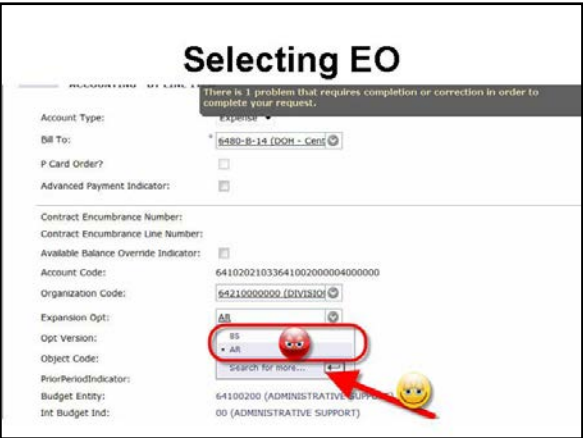 Selecting EO
There is 1 problem that requires completion or correction in order to
complete your request.
Account Type:
Expense
Bill To:
* 6480-B-14 (DOH - Cent
P Card Order?
Advanced Payment Indicator:
Contract Encumbrance Number:
Contract Encumbrance Line Number:
Available Balance Override Indicator:
Account Code:
64102021033641002000004000000
Organization Code:
64210000000 (DIVISIO
Expansion Opt:
AR
Opt Version:
BS
• AR
Object Code:
Search for more...
PriorPeriodIndicator:
Budget Entity:
64100200 (ADMINISTRATIVE SUPPORT)
Int Budget Ind:
00 (ADMINISTRATIVE SUPPORT)